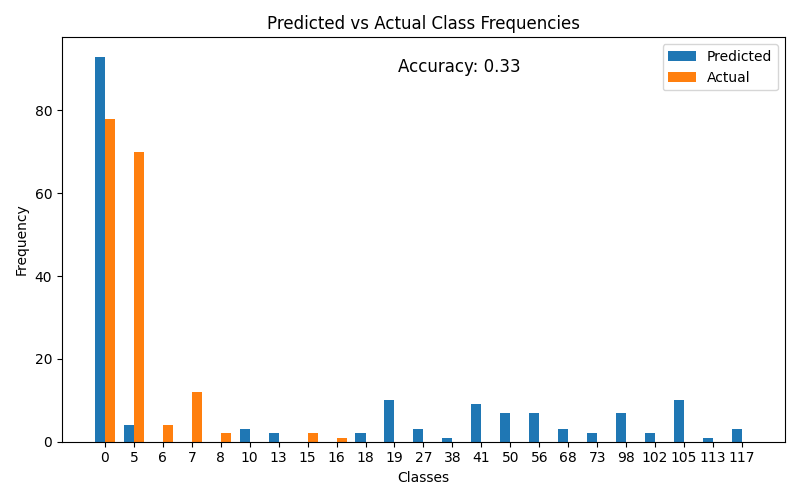 Predicted vs Actual Class Frequencies
Accuracy: 0.33
Predicted
Actual
Frequency
80
60
40
20
0
0 5 6 7 8 10 13 15 16 18 19 27 38 41 50 56 68 73 98 102 105 113 117
Classes